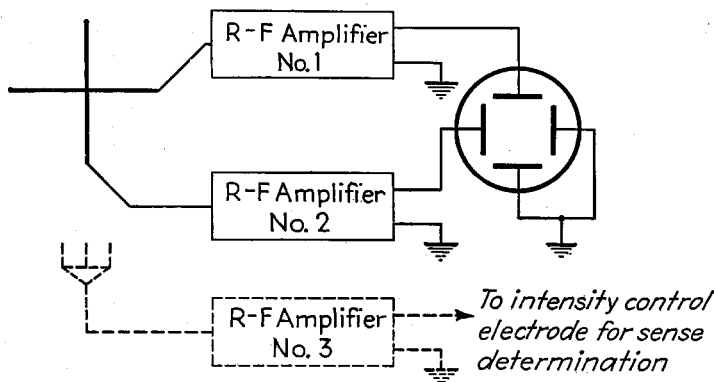 R-F Amplifier
No. 1
R-F Amplifier
No. 2
R-F Amplifier
No. 3
To intensity control
electrode for sense
determination